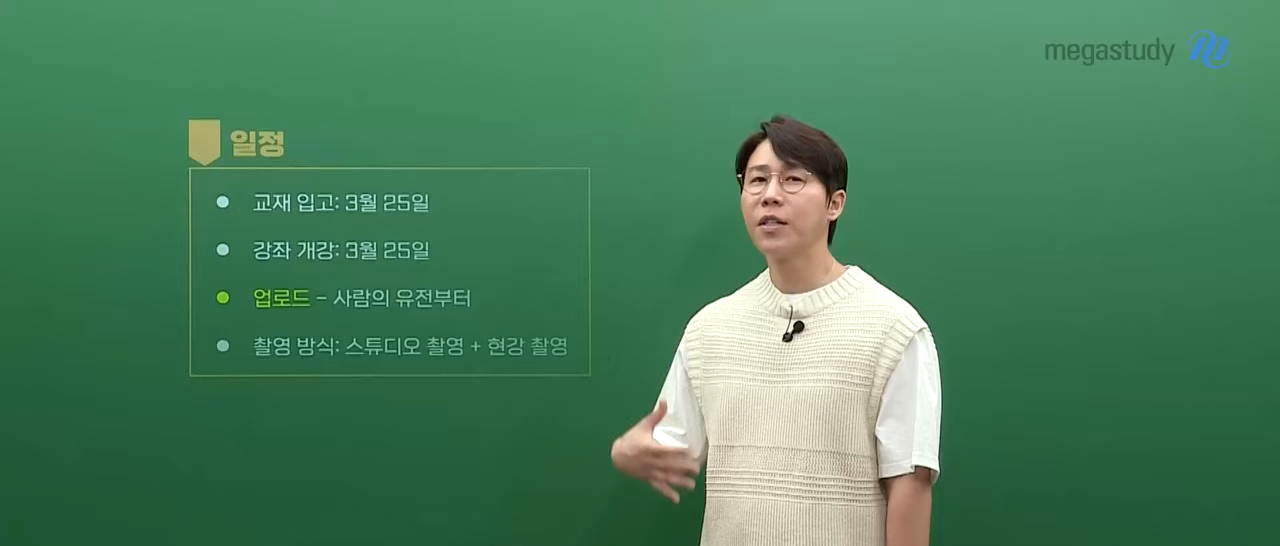 megastudy
일정
교재 입고: 3월 25일
강좌 개강: 3월 25일
업로드 - 사람의 유전부터
촬영 방식: 스튜디오 촬영 + 현강 촬영